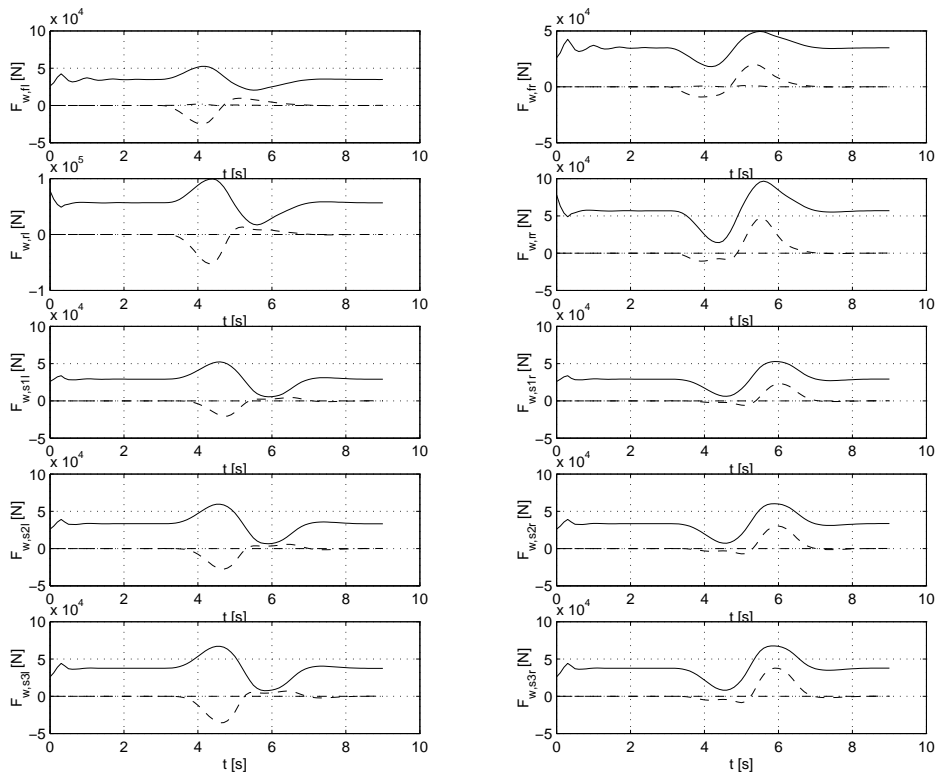 x 10^4 x 10^4
10 5
F_w,fl [N] 5 F_w,fr [N] 0
0
−5 −5
0 2 4 6 8 10 0 2 4 6 8 10
t [s] t [s]
x 10^5 x 10^4
1 10
F_w,rl [N] 0 F_w,rr [N] 5
0
−1 −5
0 2 4 6 8 10 0 2 4 6 8 10
t [s] t [s]
x 10^4 x 10^4
10 10
F_w,s1l [N] 5 F_w,s1r [N] 5
0 0
−5 −5
0 2 4 6 8 10 0 2 4 6 8 10
t [s] t [s]
x 10^4 x 10^4
10 10
F_w,s2l [N] 5 F_w,s2r [N] 5
0 0
−5 −5
0 2 4 6 8 10 0 2 4 6 8 10
t [s] t [s]
x 10^4 x 10^4
10 10
F_w,s3l [N] 5 F_w,s3r [N] 5
0 0
−5 −5
0 2 4 6 8 10 0 2 4 6 8 10
t [s] t [s]